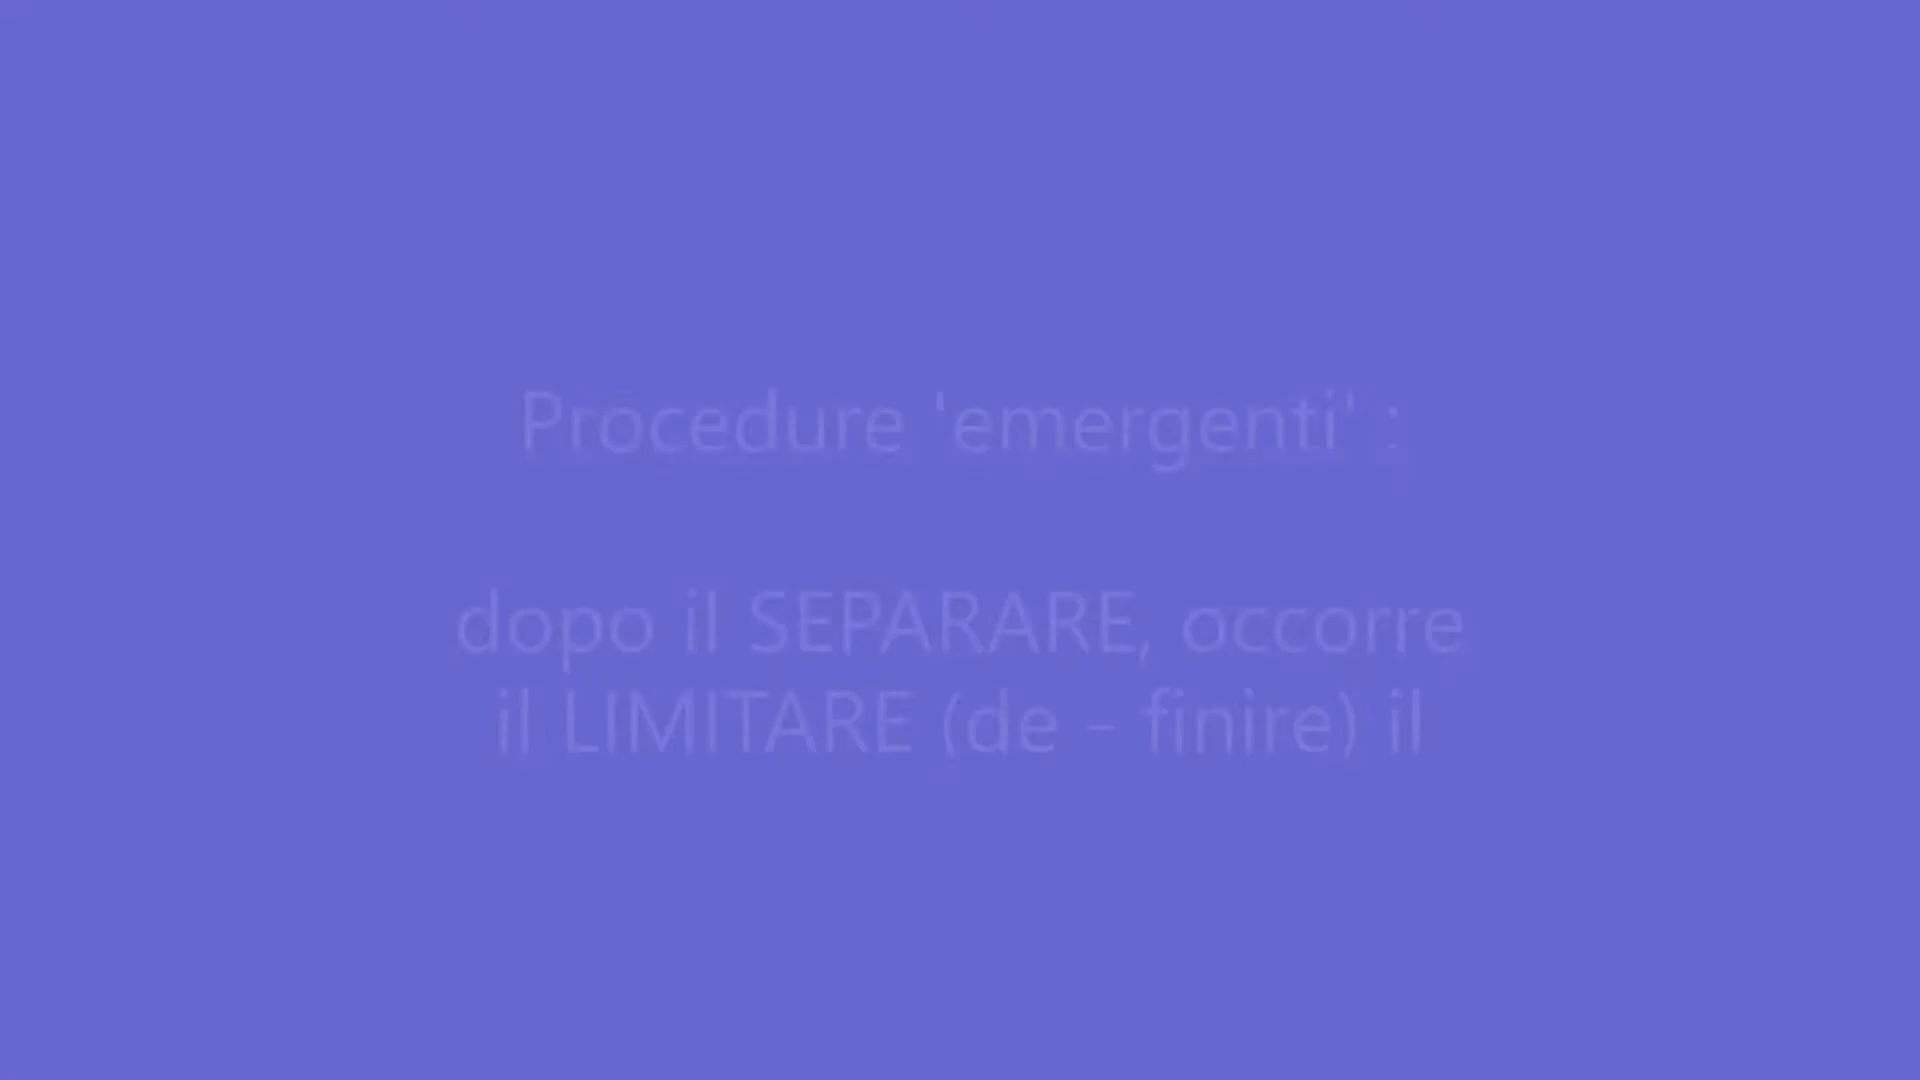 Procedure 'emergenti' :
dopo il SEPARARE, occorre
il LIMITARE (de - finire) il